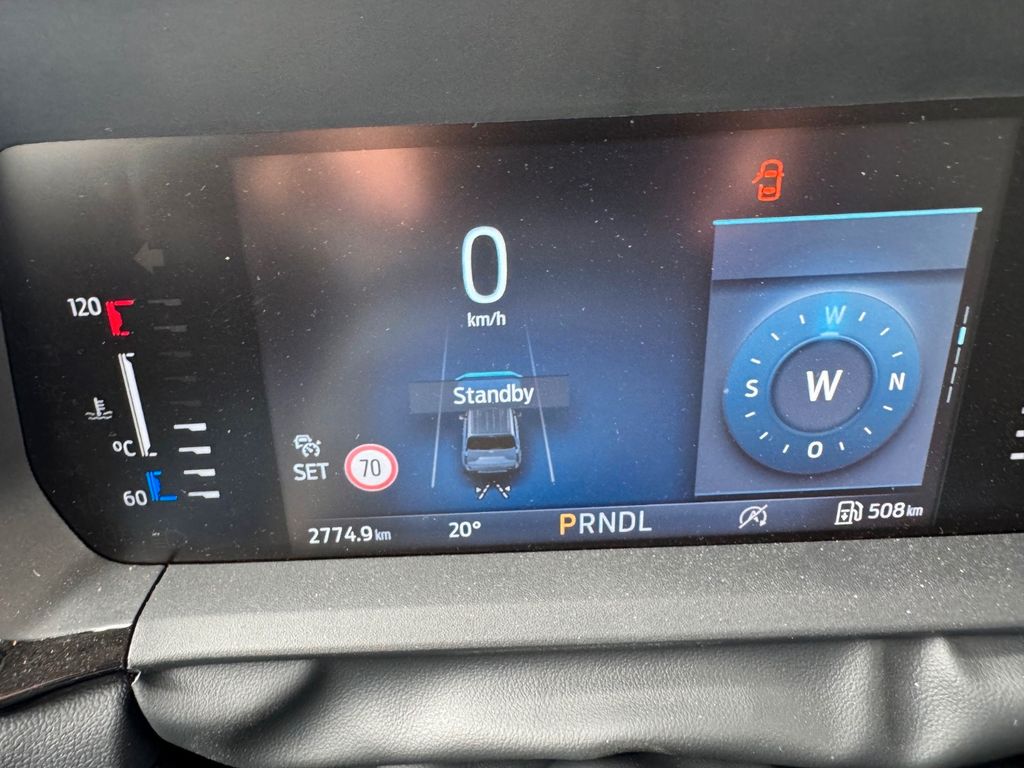 0
km/h
120
Standby
W
S
W
N
O
°C
SET
70
60
2774.9 km
20°
PRNDL
508 km